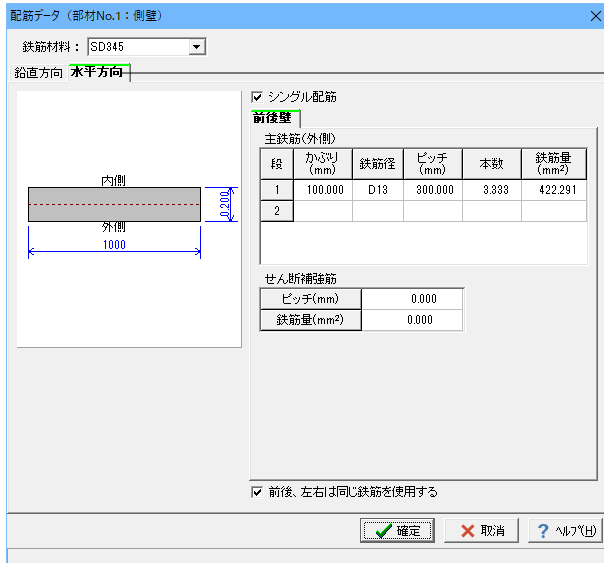 配筋データ（部材No.1：側壁）
鉄筋材料： SD345
鉛直方向 水平方向
シングル配筋
前後壁
主鉄筋(外側)
段 かぶり(mm) 鉄筋径 ピッチ(mm) 本数 鉄筋量(mm²)
1 100.000 D13 300.000 3.333 422.291
2
内側
0.200
外側
1000
せん断補強筋
ピッチ(mm) 0.000
鉄筋量(mm²) 0.000
前後、左右は同じ鉄筋を使用する
確定 取消 ? ﾍﾙﾌﾟ(H)